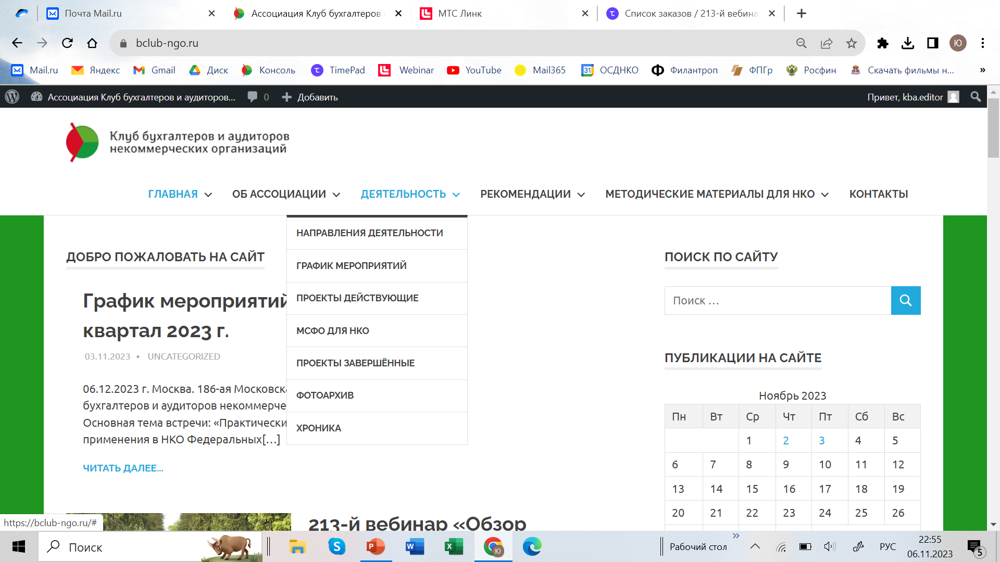 Почта Mail.ru
Ассоциация Клуб бухгалтеров
МТС Линк
Список заказов / 213-й вебина
bclub-ngo.ru
Ю
Mail.ru
Яндекс
Gmail
Диск
Консоль
TimePad
Webinar
YouTube
Mail365
31
ОСДНКО
Филантроп
ФПГр
Росфин
Скачать фильмы н...
»
Ассоциация Клуб бухгалтеров и аудиторов...
0
Добавить
Привет, kba.editor
Клуб бухгалтеров и аудиторов
некоммерческих организаций
ГЛАВНАЯ
ОБ АССОЦИАЦИИ
ДЕЯТЕЛЬНОСТЬ
РЕКОМЕНДАЦИИ
МЕТОДИЧЕСКИЕ МАТЕРИАЛЫ ДЛЯ НКО
КОНТАКТЫ
НАПРАВЛЕНИЯ ДЕЯТЕЛЬНОСТИ
ГРАФИК МЕРОПРИЯТИЙ
ПРОЕКТЫ ДЕЙСТВУЮЩИЕ
МСФО ДЛЯ НКО
ПРОЕКТЫ ЗАВЕРШЁННЫЕ
ФОТОАРХИВ
ХРОНИКА
ДОБРО ПОЖАЛОВАТЬ НА САЙТ
График мероприятий
квартал 2023 г.
03.11.2023 • UNCATEGORIZED
06.12.2023 г. Москва. 186-ая Московска
бухгалтеров и аудиторов некоммерче
Основная тема встречи: «Практически
применения в НКО Федеральных[…]
ЧИТАТЬ ДАЛЕЕ...
213-й вебинар «Обзор
ПОИСК ПО САЙТУ
Поиск …
ПУБЛИКАЦИИ НА САЙТЕ
Ноябрь 2023
Пн Вт Ср Чт Пт Сб Вс
1 2 3 4 5
6 7 8 9 10 11 12
13 14 15 16 17 18 19
20 21 22 23 24 25 26
https://bclub-ngo.ru/#
Поиск
Рабочий стол
»
РУС
22:55
06.11.2023
5